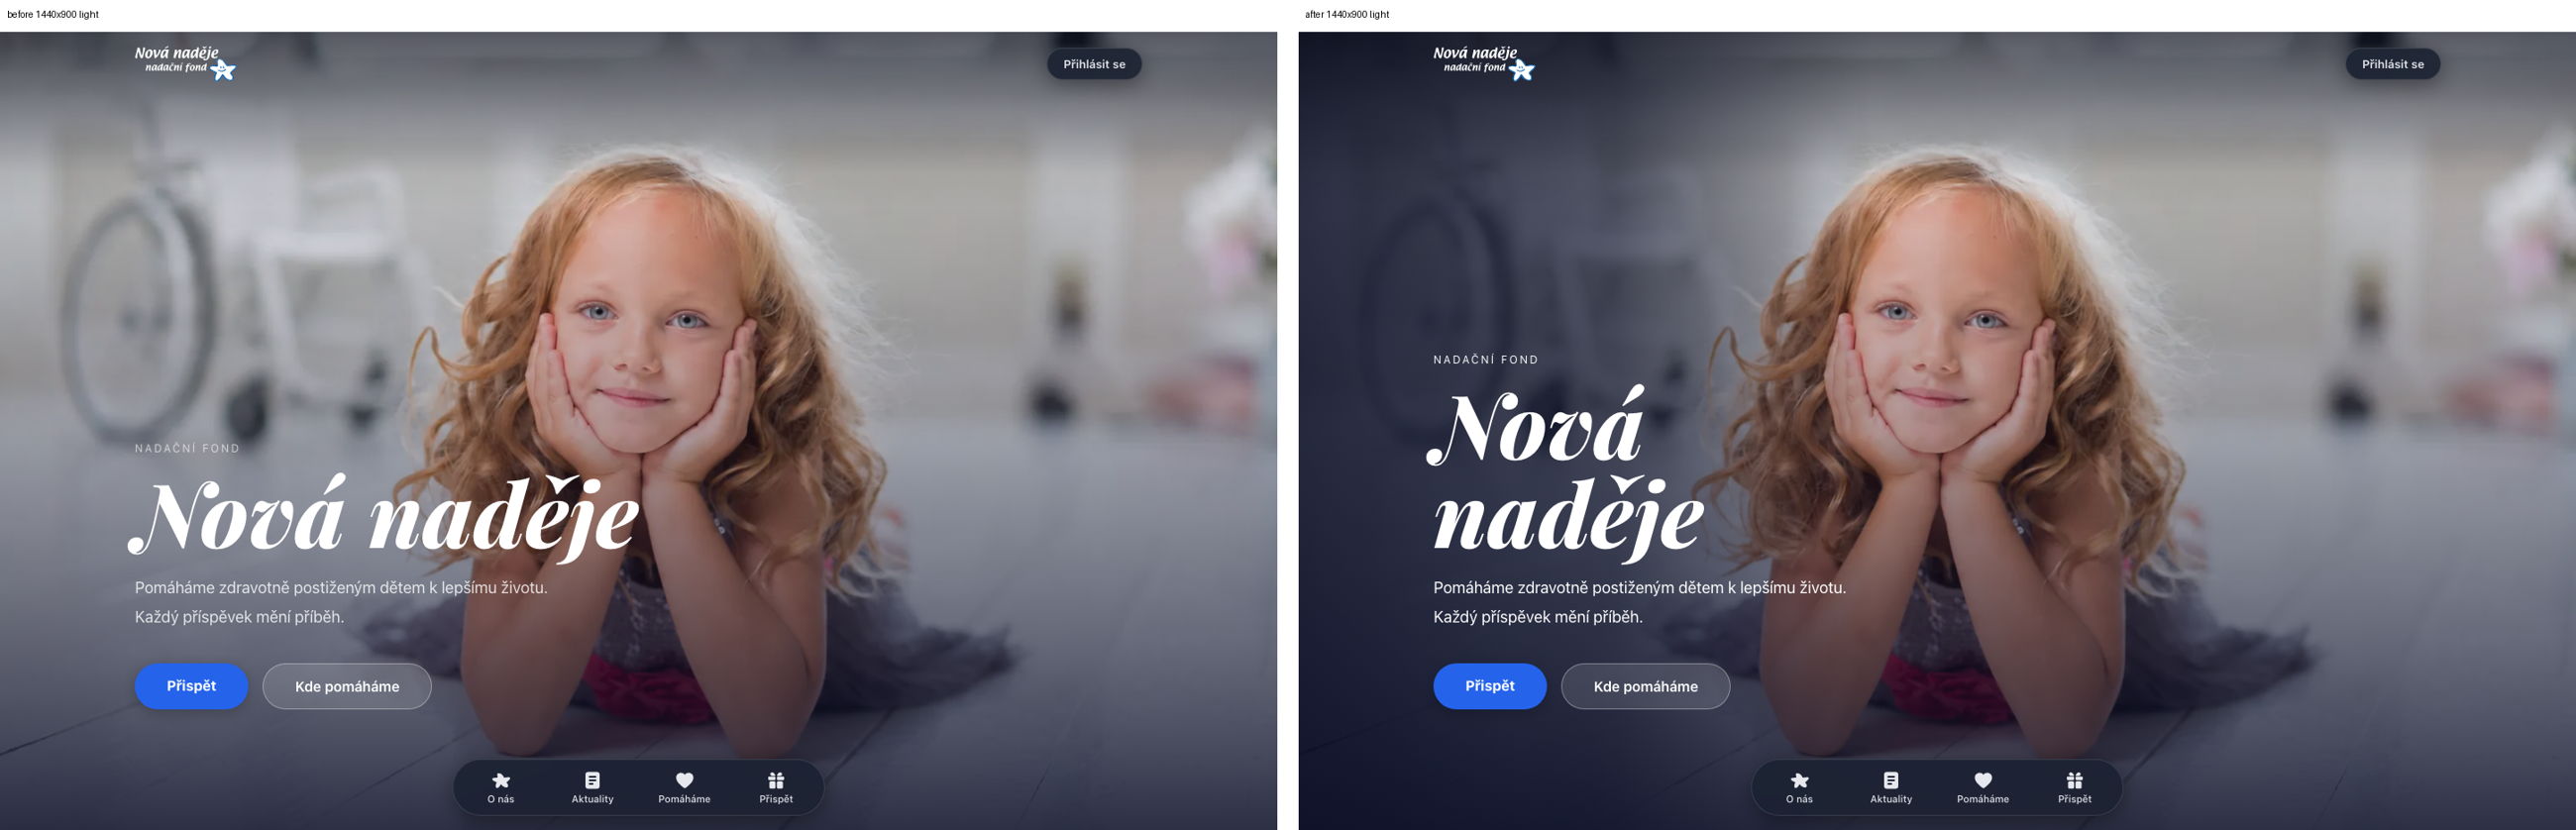 before 1440x900 light
Nová naděje
nadační fond
Přihlásit se
NADAČNÍ FOND
Nová naděje
Pomáháme zdravotně postiženým dětem k lepšímu životu.
Každý příspěvek mění příběh.
Přispět
Kde pomáháme
O nás
Aktuality
Pomáháme
Přispět
after 1440x900 light
Nová naděje
nadační fond
Přihlásit se
NADAČNÍ FOND
Nová
naděje
Pomáháme zdravotně postiženým dětem k lepšímu životu.
Každý příspěvek mění příběh.
Přispět
Kde pomáháme
O nás
Aktuality
Pomáháme
Přispět